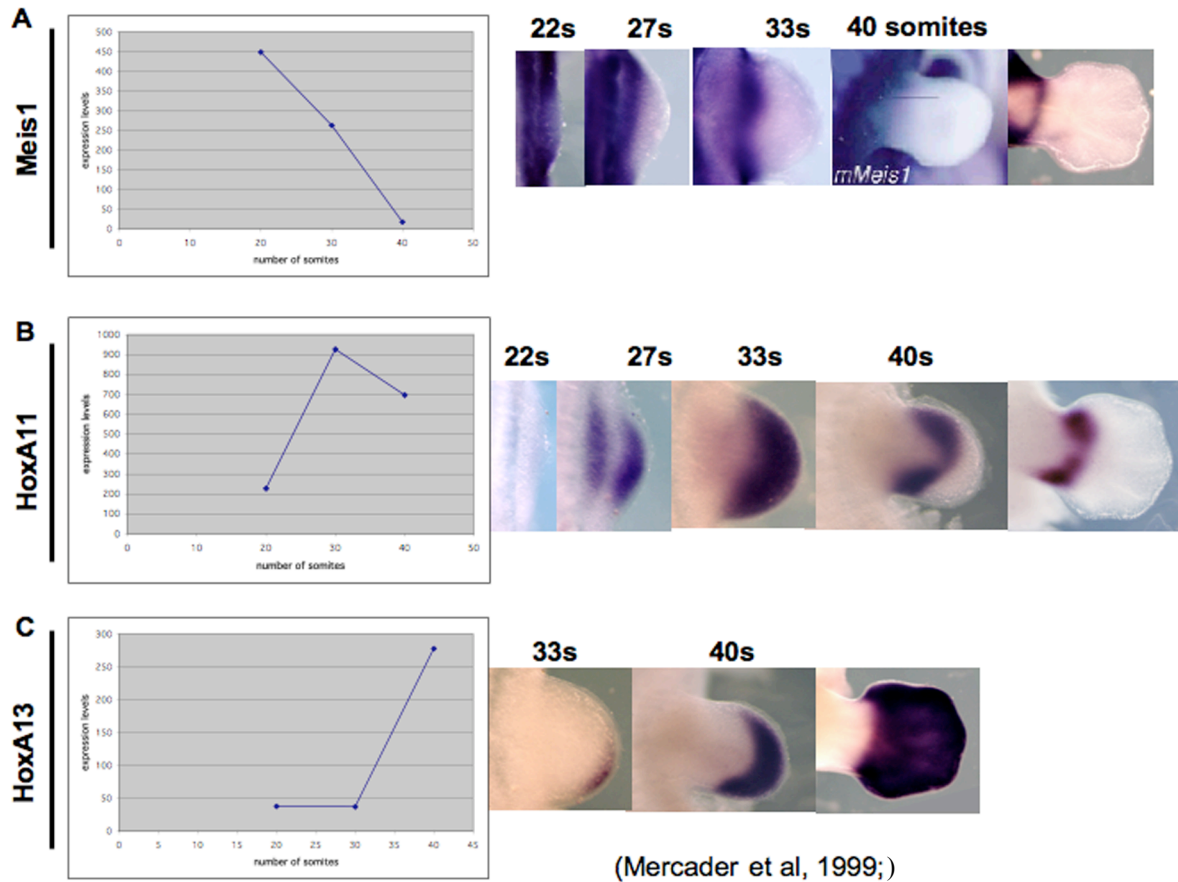 A
Meis1
500
450
400
350
300
250
200
150
100
50
0
expression levels
0 10 20 30 40 50
number of somites
22s 27s 33s 40 somites
mMeis1
B
HoxA11
1000
900
800
700
600
500
400
300
200
100
0
expression levels
0 10 20 30 40 50
number of somites
22s 27s 33s 40s
C
HoxA13
300
250
200
150
100
50
0
expression levels
0 5 10 15 20 25 30 35 40 45
number of somites
33s 40s
(Mercader et al, 1999;)